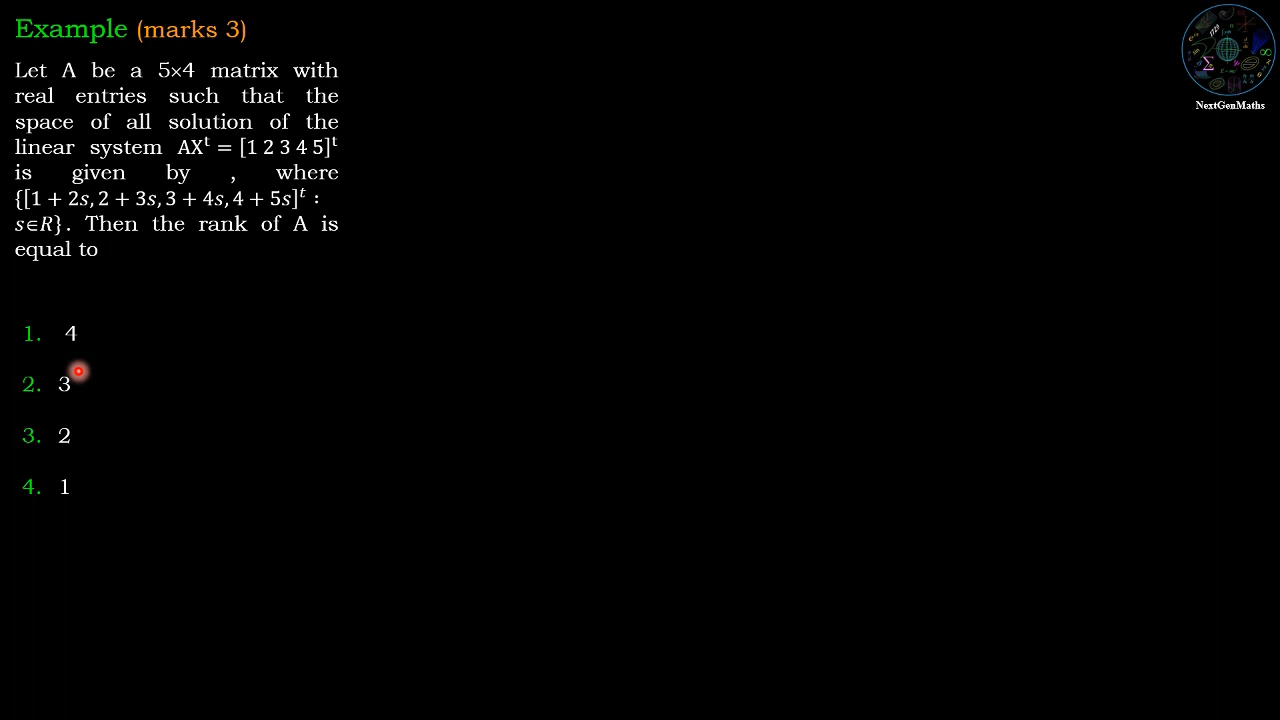 Example (marks 3)
Let A be a 5×4 matrix with
real entries such that the
space of all solution of the
linear system AXᵗ = [1 2 3 4 5]ᵗ
is given by , where
{[1 + 2s, 2 + 3s, 3 + 4s, 4 + 5s]ᵗ :
s∈R}. Then the rank of A is
equal to
1. 4
2. 3
3. 2
4. 1
NextGenMaths